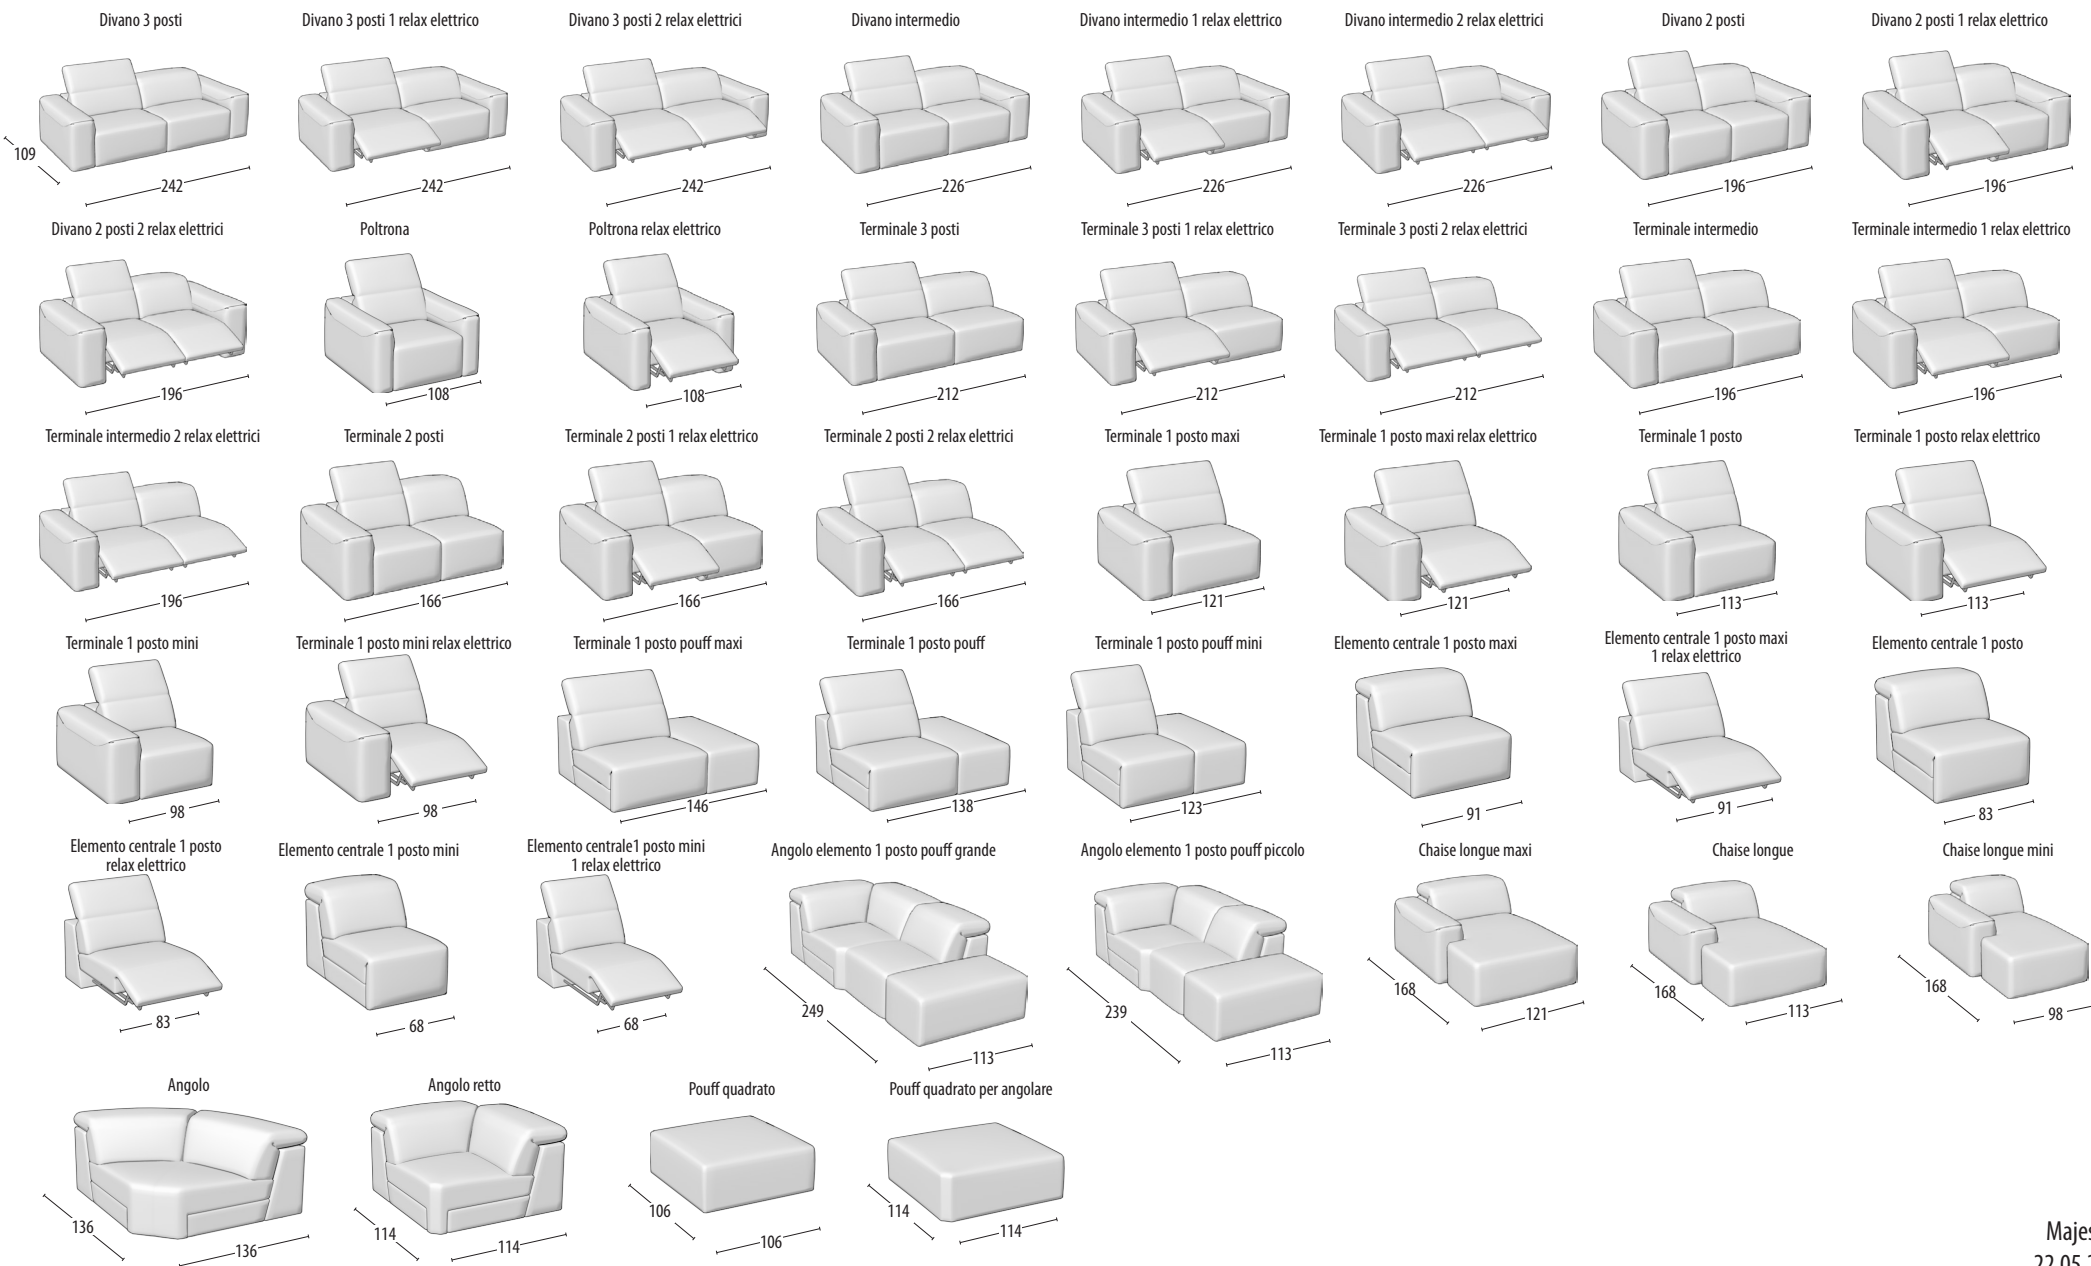 Divano 3 posti
Divano 3 posti 1 relax elettrico
Divano 3 posti 2 relax elettrici
Divano intermedio
Divano intermedio 1 relax elettrico
Divano intermedio 2 relax elettrici
Divano 2 posti
Divano 2 posti 1 relax elettrico
109
242
242
242
226
226
226
196
196
Divano 2 posti 2 relax elettrici
Poltrona
Poltrona relax elettrico
Terminale 3 posti
Terminale 3 posti 1 relax elettrico
Terminale 3 posti 2 relax elettrici
Terminale intermedio
Terminale intermedio 1 relax elettrico
196
108
108
212
212
212
196
196
Terminale intermedio 2 relax elettrici
Terminale 2 posti
Terminale 2 posti 1 relax elettrico
Terminale 2 posti 2 relax elettrici
Terminale 1 posto maxi
Terminale 1 posto maxi relax elettrico
Terminale 1 posto
Terminale 1 posto relax elettrico
196
166
166
166
121
121
113
113
Terminale 1 posto mini
Terminale 1 posto mini relax elettrico
Terminale 1 posto pouff maxi
Terminale 1 posto pouff
Terminale 1 posto pouff mini
Elemento centrale 1 posto maxi
Elemento centrale 1 posto maxi
1 relax elettrico
Elemento centrale 1 posto
98
98
146
138
123
91
91
83
Elemento centrale 1 posto
relax elettrico
Elemento centrale 1 posto mini
Elemento centrale1 posto mini
1 relax elettrico
Angolo elemento 1 posto pouff grande
Angolo elemento 1 posto pouff piccolo
Chaise longue maxi
Chaise longue
Chaise longue mini
83
68
68
249
113
239
113
168
121
168
113
168
98
Angolo
Angolo retto
Pouff quadrato
Pouff quadrato per angolare
136
136
114
114
106
106
114
114
Majes
22.05.